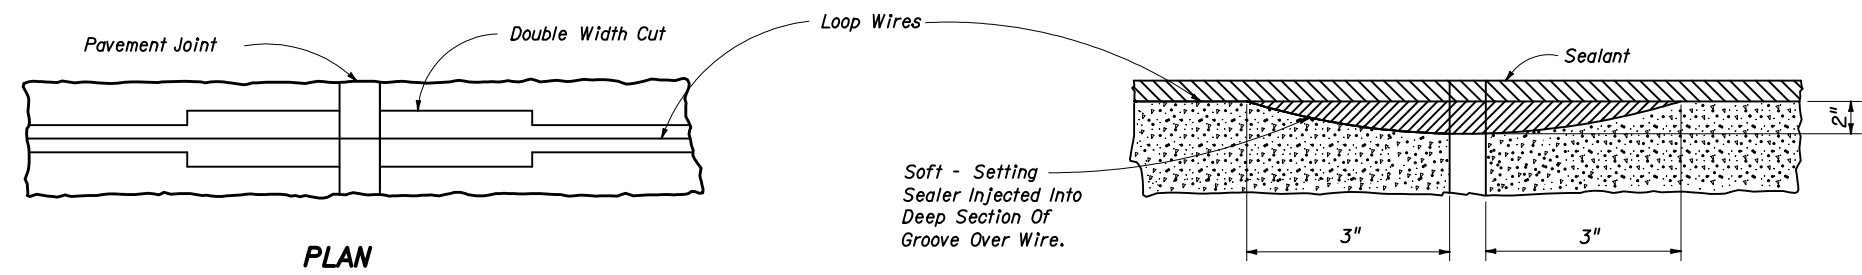 Pavement Joint
Double Width Cut
Loop Wires
Sealant
2"
Soft - Setting
Sealer Injected Into
Deep Section Of
Groove Over Wire.
3"
3"
PLAN